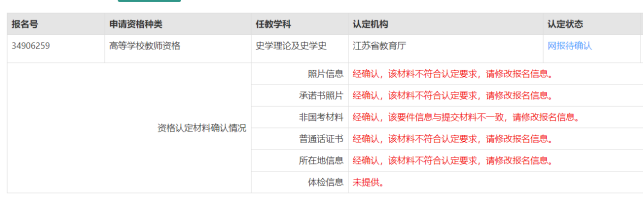 报名号 申请资格种类 任教学科 认定机构 认定状态
34906259 高等学校教师资格 史学理论及史学史 江苏省教育厅 网报待确认
资格认定材料确认情况
照片信息 经确认，该材料不符合认定要求，请修改报名信息。
承诺书照片 经确认，该材料不符合认定要求，请修改报名信息。
非国考材料 经确认，该要件信息与提交材料不一致，请修改报名信息。
普通话证书 经确认，该材料不符合认定要求，请修改报名信息。
所在地信息 经确认，该材料不符合认定要求，请修改报名信息。
体检信息 未提供。